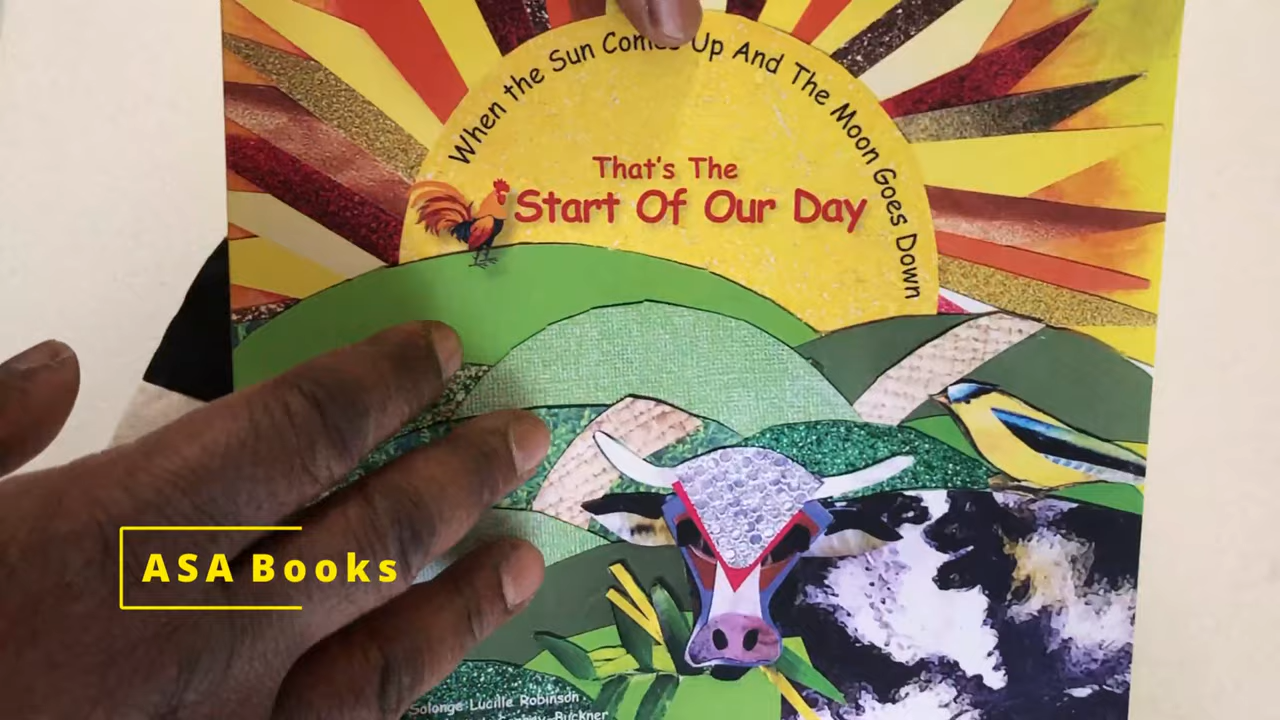 When the Sun Comes Up And The Moon Goes Down
That's The
Start Of Our Day
ASA Books
Solonge Lucille Robinson
Buckner